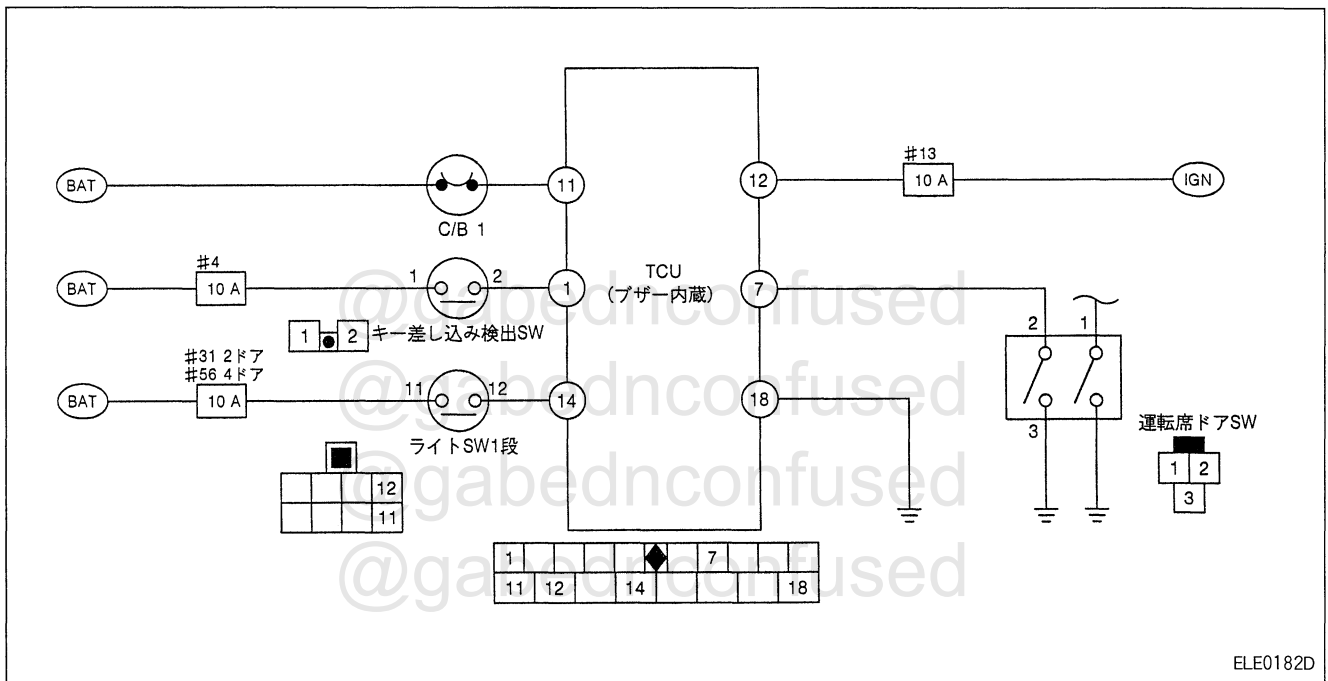 BAT
C/B 1
11
12
#13
10 A
IGN
BAT
#4
10 A
1
2
1
TCU
(ブザー内蔵)
7
1
2
キー差し込み検出SW
2
1
#31 2ドア
#56 4ドア
BAT
10 A
11
12
14
18
ライトSW1段
3
運転席ドアSW
1
2
3
12
11
1
7
11
12
14
18
@gabednconfused
@gabednconfused
@gabednconfused
@gabednconfused
ELE0182D